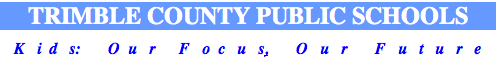 TRIMBLE COUNTY PUBLIC SCHOOLS
Kids: Our Focus, Our Future